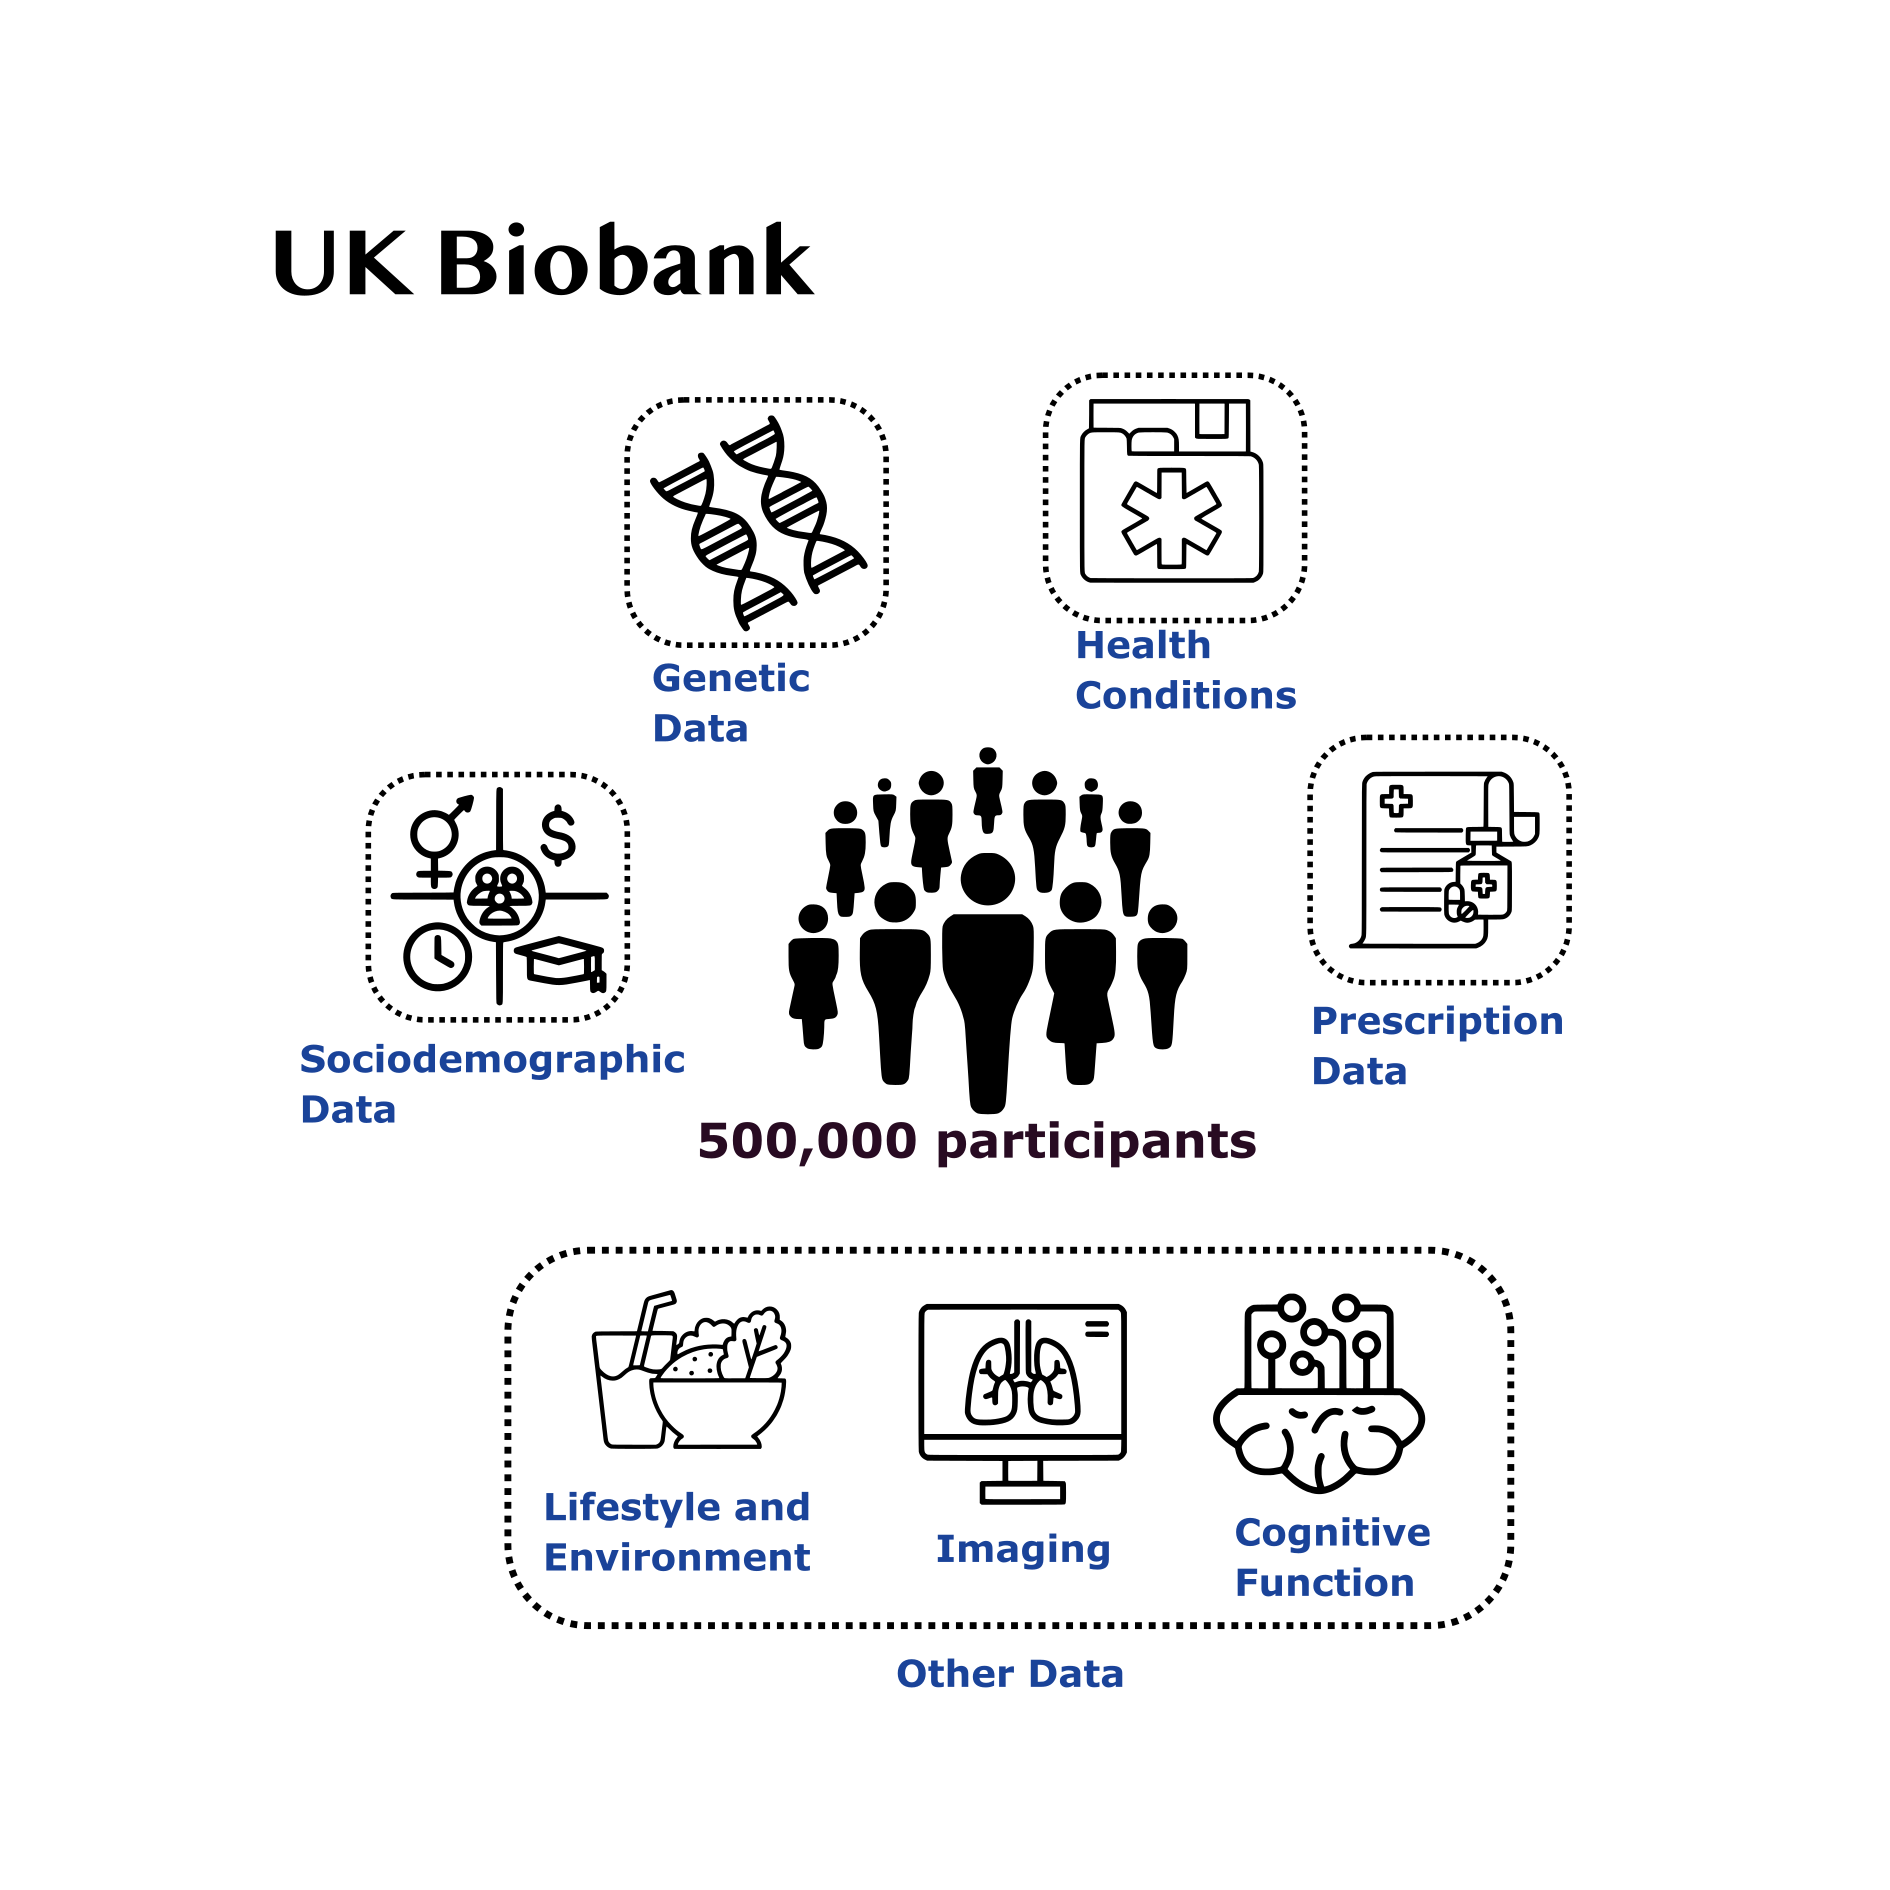 UK Biobank
Genetic
Data
Health
Conditions
Sociodemographic
Data
$
Prescription
Data
500,000 participants
Lifestyle and
Environment
Imaging
Cognitive
Function
Other Data